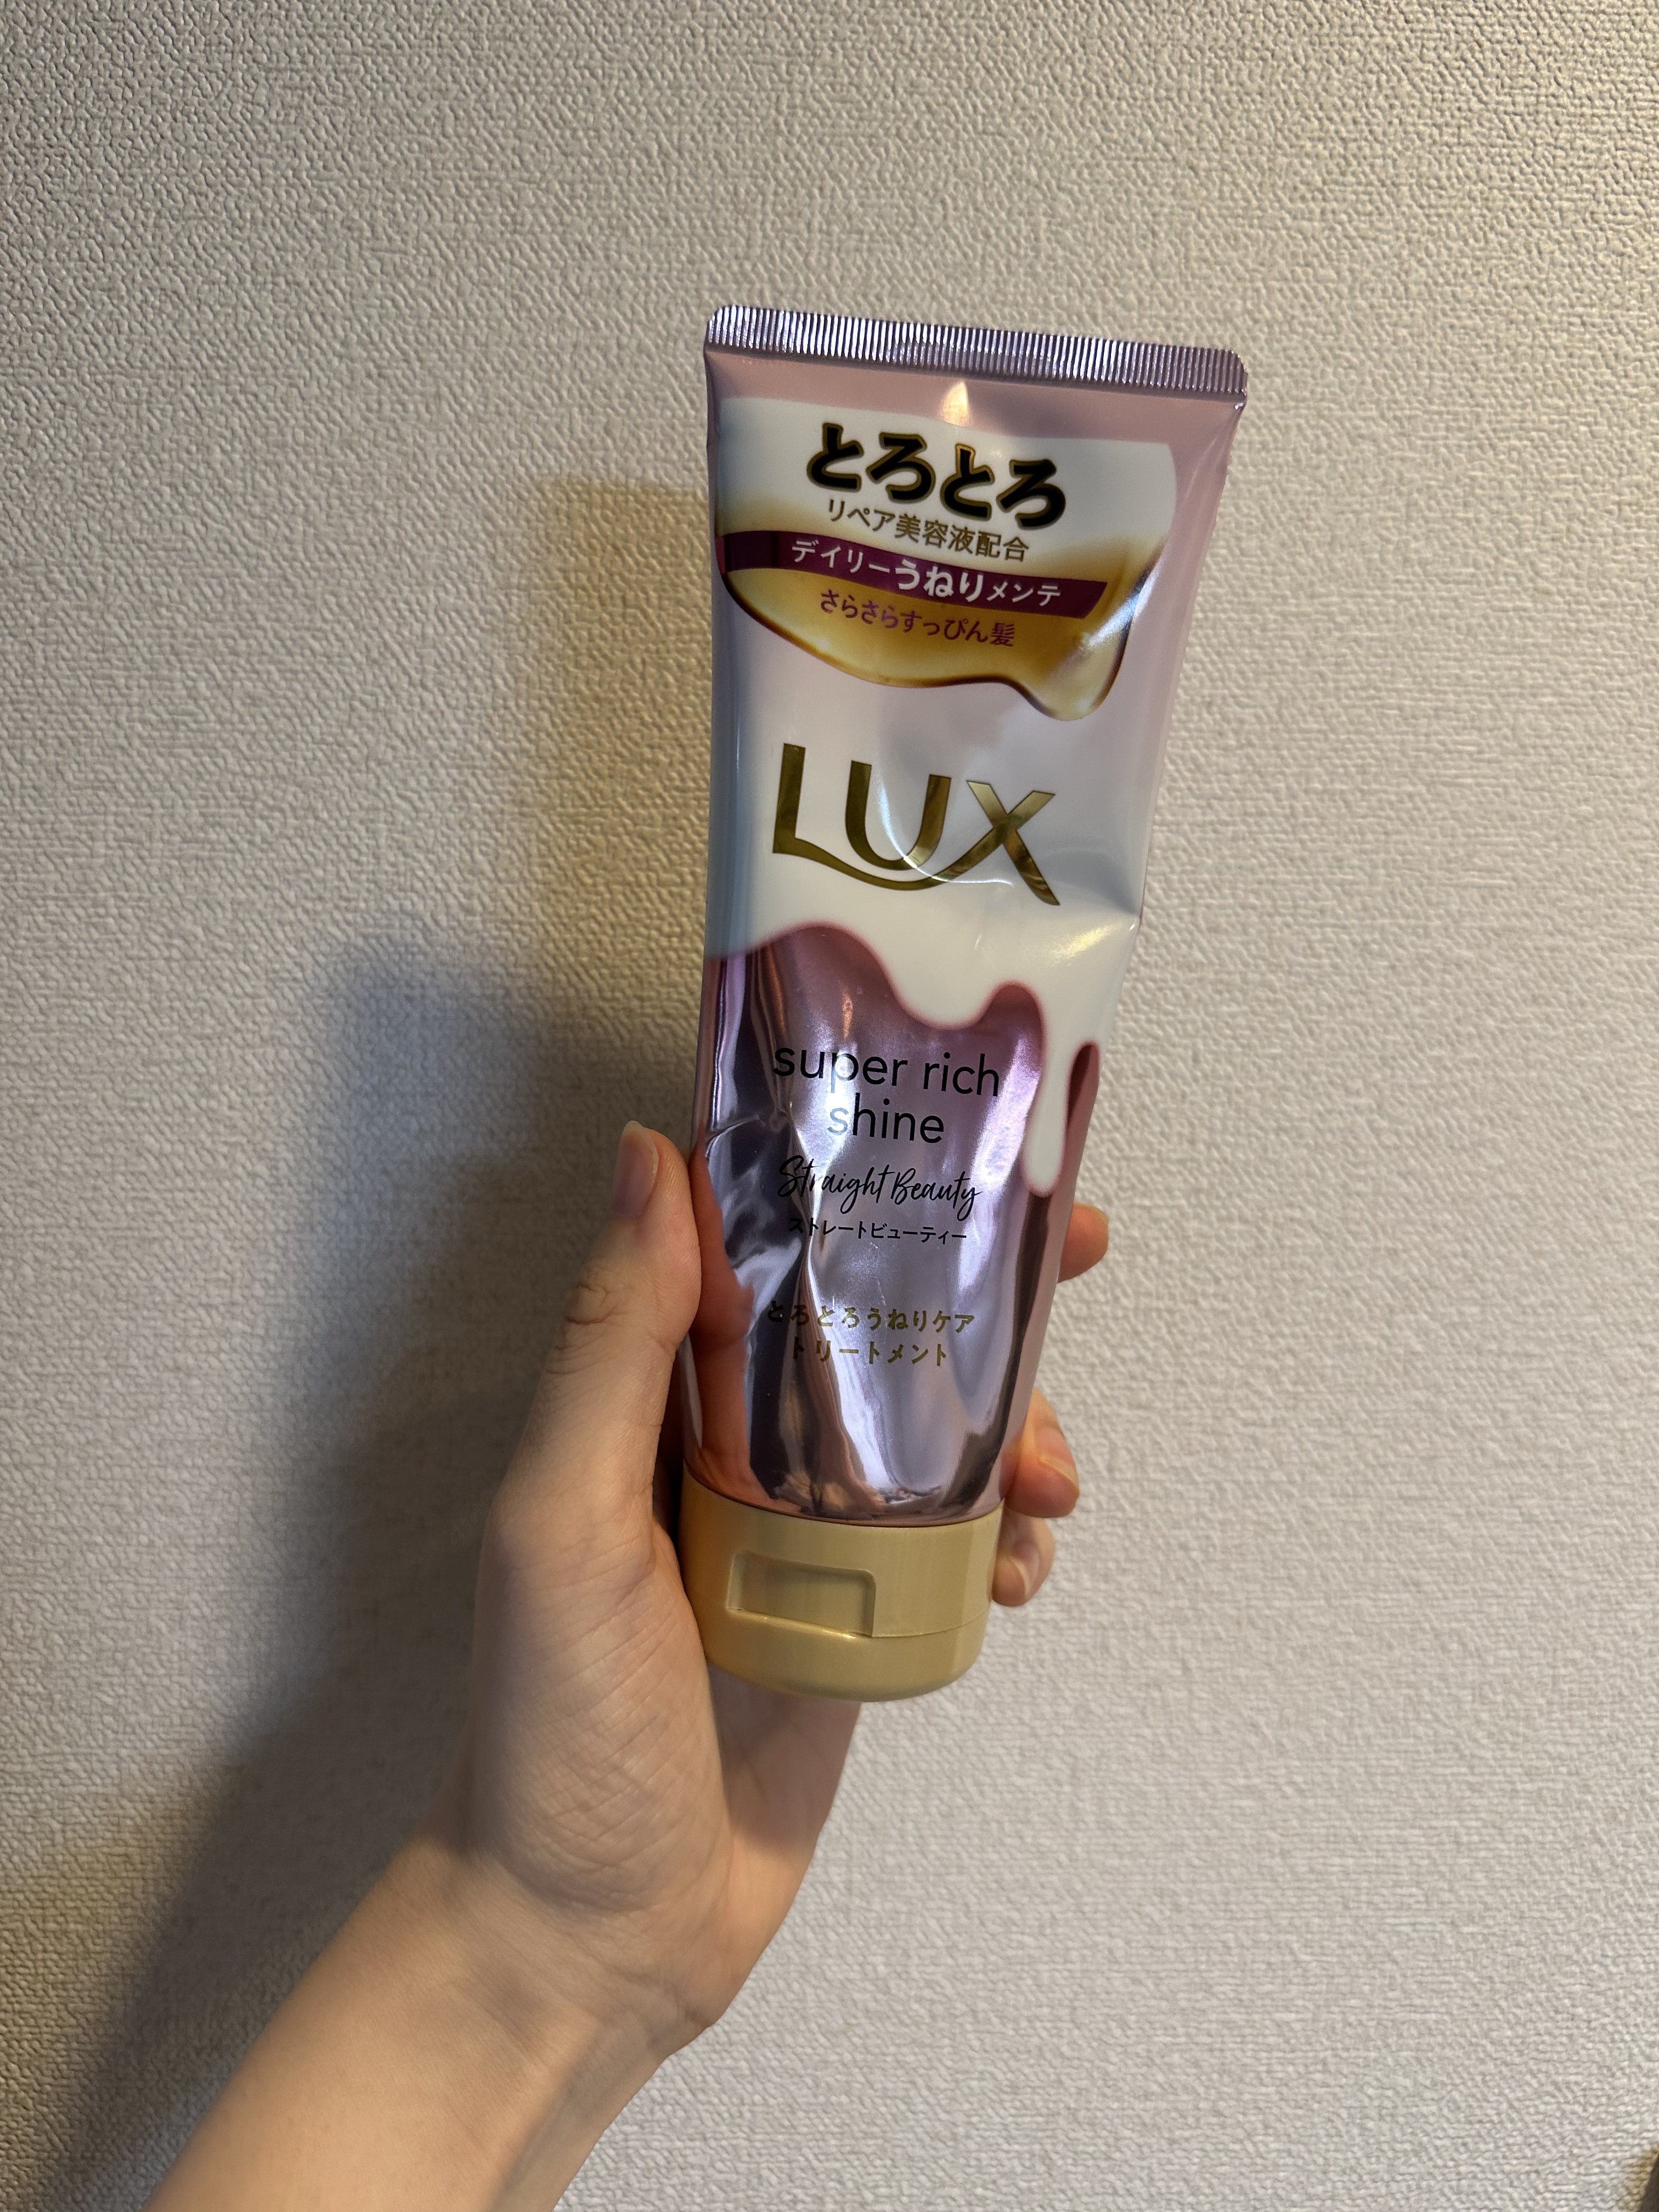 とろとろ
リペア美容液配合
デイリーうねりメンテ
さらさらすっぴん髪
LUX
super rich
shine
Straight Beauty
ストレートビューティー
とろとろうねりケア
トリートメント